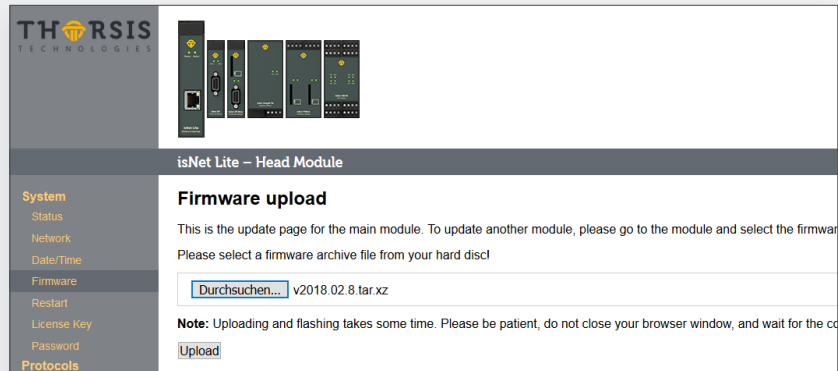 THORSIS
TECHNOLOGIES
isNet Lite – Head Module
System
Status
Network
Date/Time
Firmware
Restart
License Key
Password
Protocols
Firmware upload
This is the update page for the main module. To update another module, please go to the module and select the firmwar
Please select a firmware archive file from your hard disc!
Durchsuchen... v2018.02.8.tar.xz
Note: Uploading and flashing takes some time. Please be patient, do not close your browser window, and wait for the co
Upload